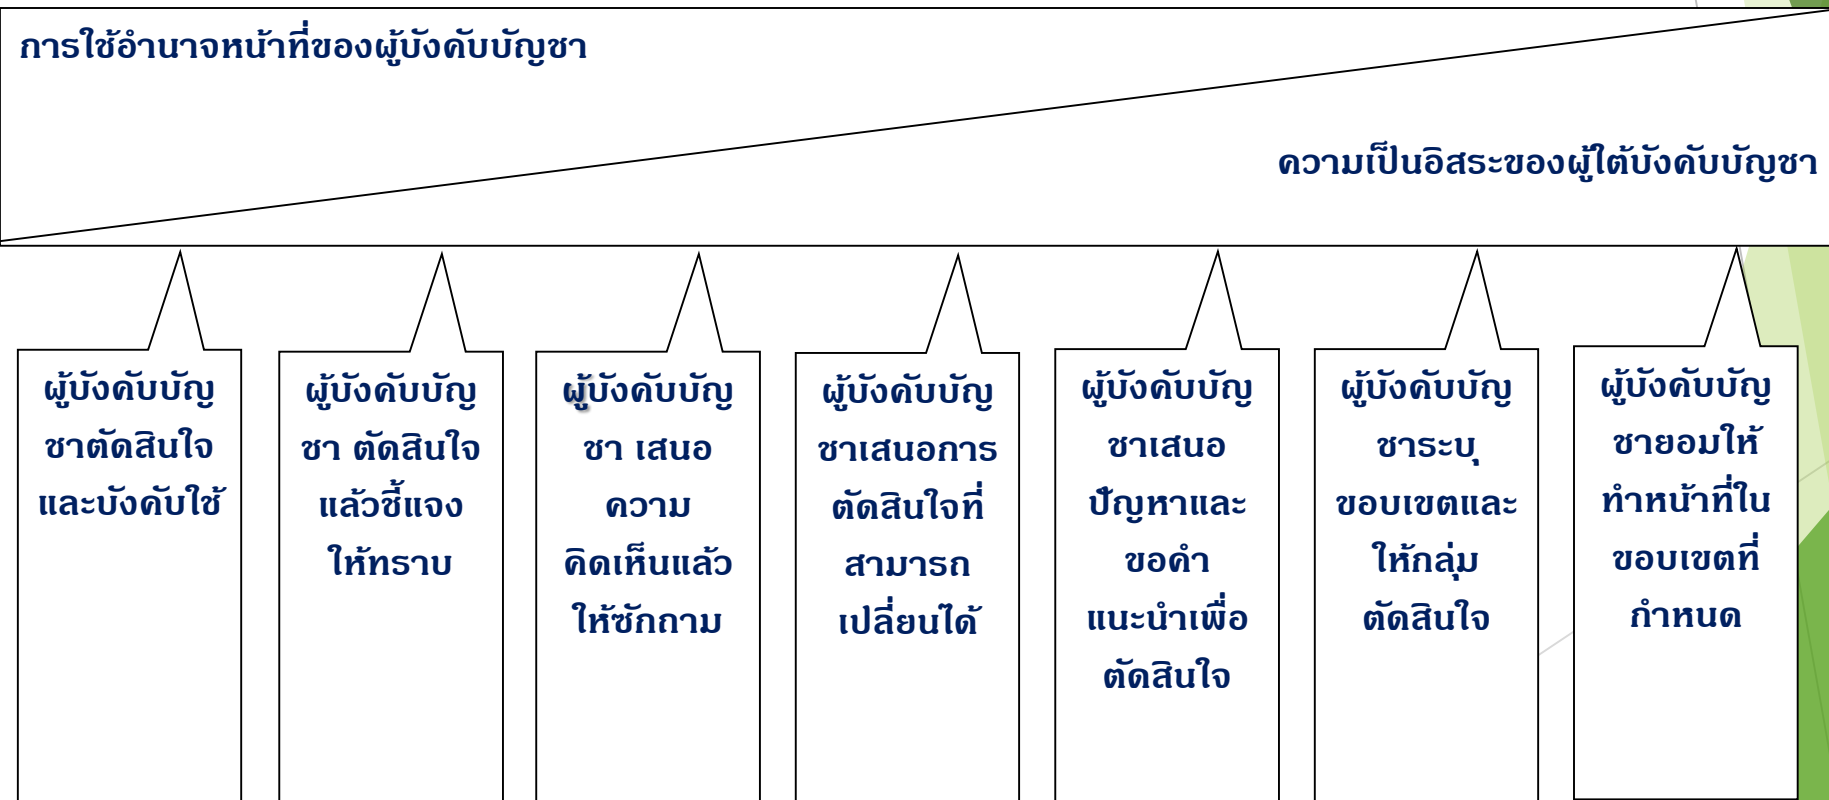 การใช้อำนาจหน้าที่ของผู้บังคับบัญชา
ความเป็นอิสระของผู้ใต้บังคับบัญชา
ผู้บังคับบัญ
ชาตัดสินใจ
และบังคับใช้
ผู้บังคับบัญ
ชา ตัดสินใจ
แล้วชี้แจง
ให้ทราบ
ผู้บังคับบัญ
ชา เสนอ
ความ
คิดเห็นแล้ว
ให้ซักถาม
ผู้บังคับบัญ
ชาเสนอการ
ตัดสินใจที่
สามารถ
เปลี่ยนได้
ผู้บังคับบัญ
ชาเสนอ
ปัญหาและ
ขอคำ
แนะนำเพื่อ
ตัดสินใจ
ผู้บังคับบัญ
ชาระบุ
ขอบเขตและ
ให้กลุ่ม
ตัดสินใจ
ผู้บังคับบัญ
ชายอมให้
ทำหน้าที่ใน
ขอบเขตที่
กำหนด